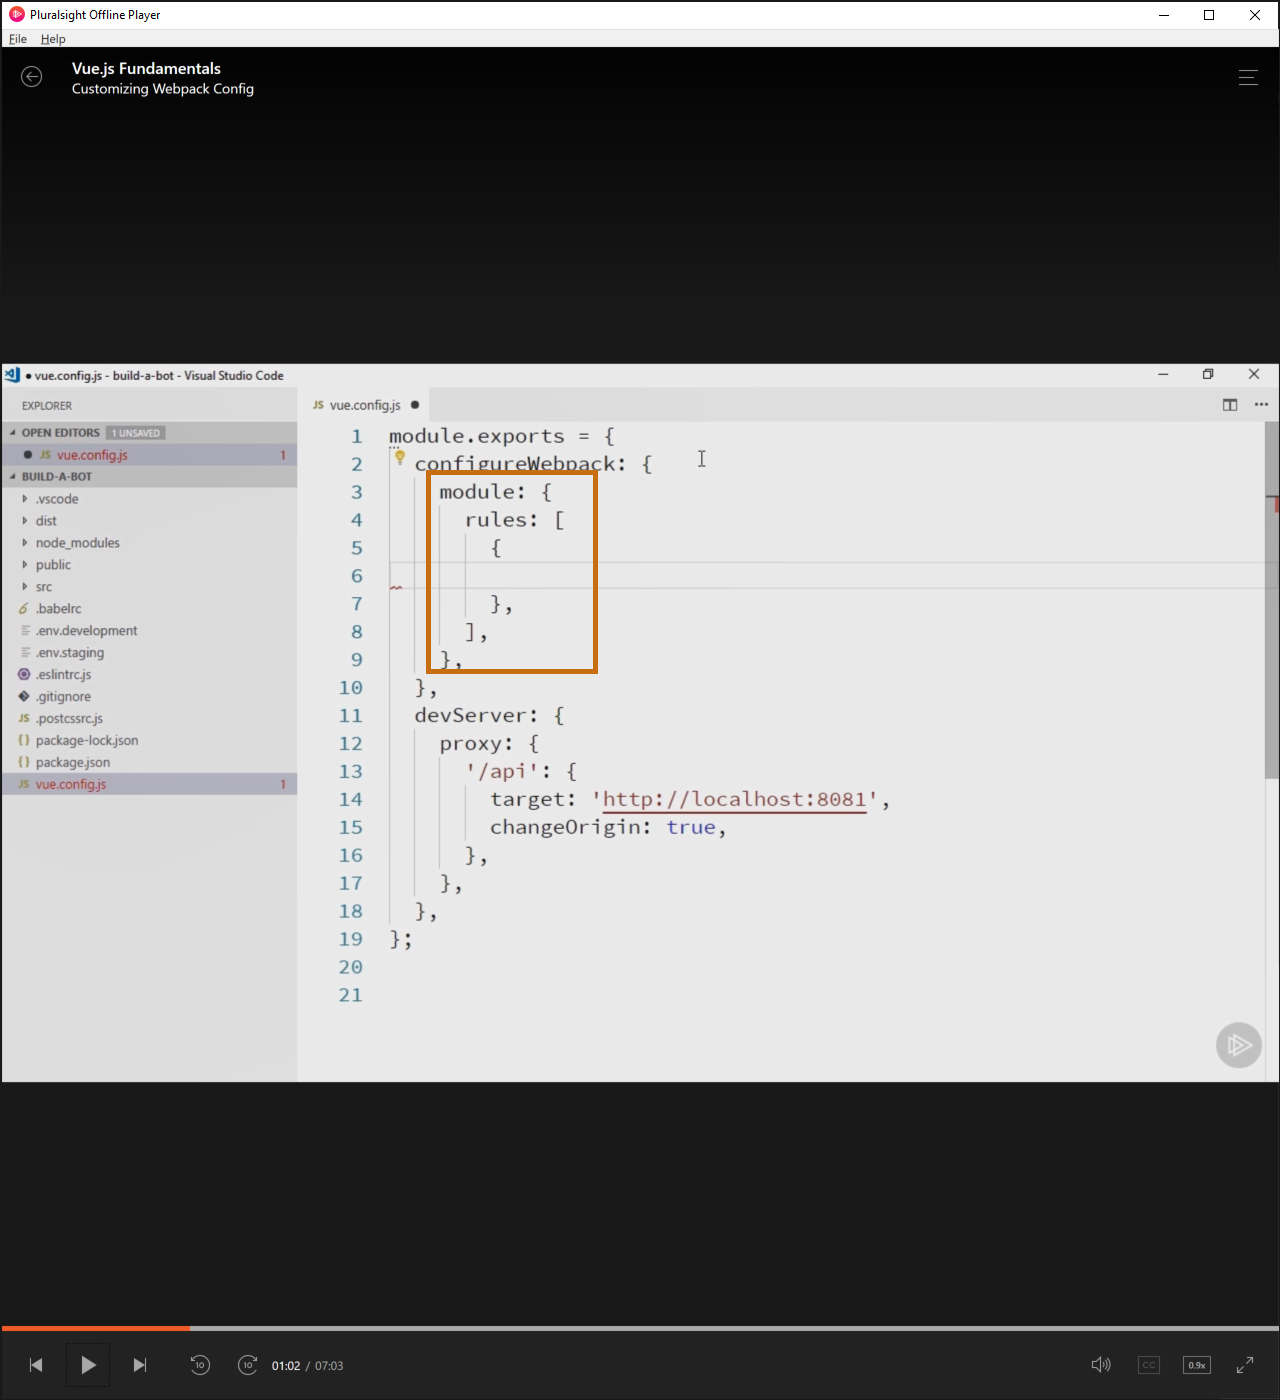 Pluralsight Offline Player
File Help
Vue.js Fundamentals
Customizing Webpack Config
● vue.config.js - build-a-bot - Visual Studio Code
EXPLORER
OPEN EDITORS 1 UNSAVED
● JS vue.config.js 1
BUILD-A-BOT
.vscode
dist
node_modules
public
src
.babelrc
.env.development
.env.staging
.eslintrc.js
.gitignore
JS .postcssrc.js
{} package-lock.json
{} package.json
JS vue.config.js 1
JS vue.config.js ●
1 module.exports = {
2 configureWebpack: {
3 module: {
4 rules: [
5 {
6
7 },
8 ],
9 },
10 },
11 devServer: {
12 proxy: {
13 '/api': {
14 target: 'http://localhost:8081',
15 changeOrigin: true,
16 },
17 },
18 },
19 };
20
21
10 10 01:02 / 07:03 CC 0.9x